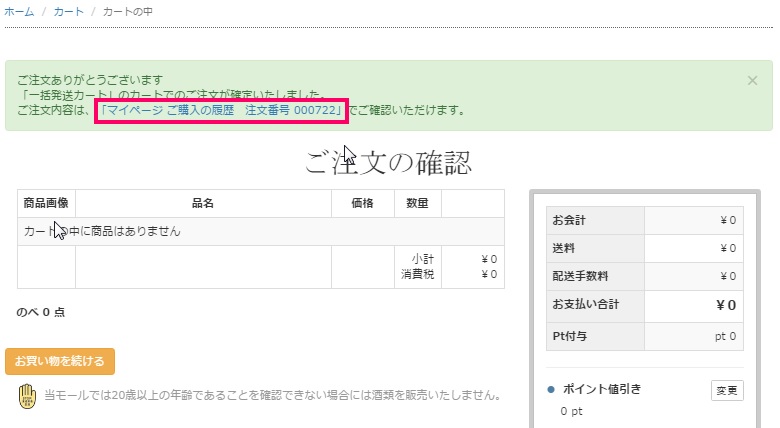 ホーム / カート / カートの中
ご注文ありがとうございます
「一括発送カート」のカートでのご注文が確定いたしました。
ご注文内容は、「マイページ ご購入の履歴　注文番号 000722」でご確認いただけます。
×
ご注文の確認
商品画像 品名 価格 数量
カートの中に商品はありません
小計 ¥ 0
消費税 ¥ 0
のべ 0 点
お買い物を続ける
当モールでは20歳以上の年齢であることを確認できない場合には酒類を販売いたしません。
お会計 ¥ 0
送料 ¥ 0
配送手数料 ¥ 0
お支払い合計 ¥ 0
Pt付与 pt 0
ポイント値引き 変更
0 pt